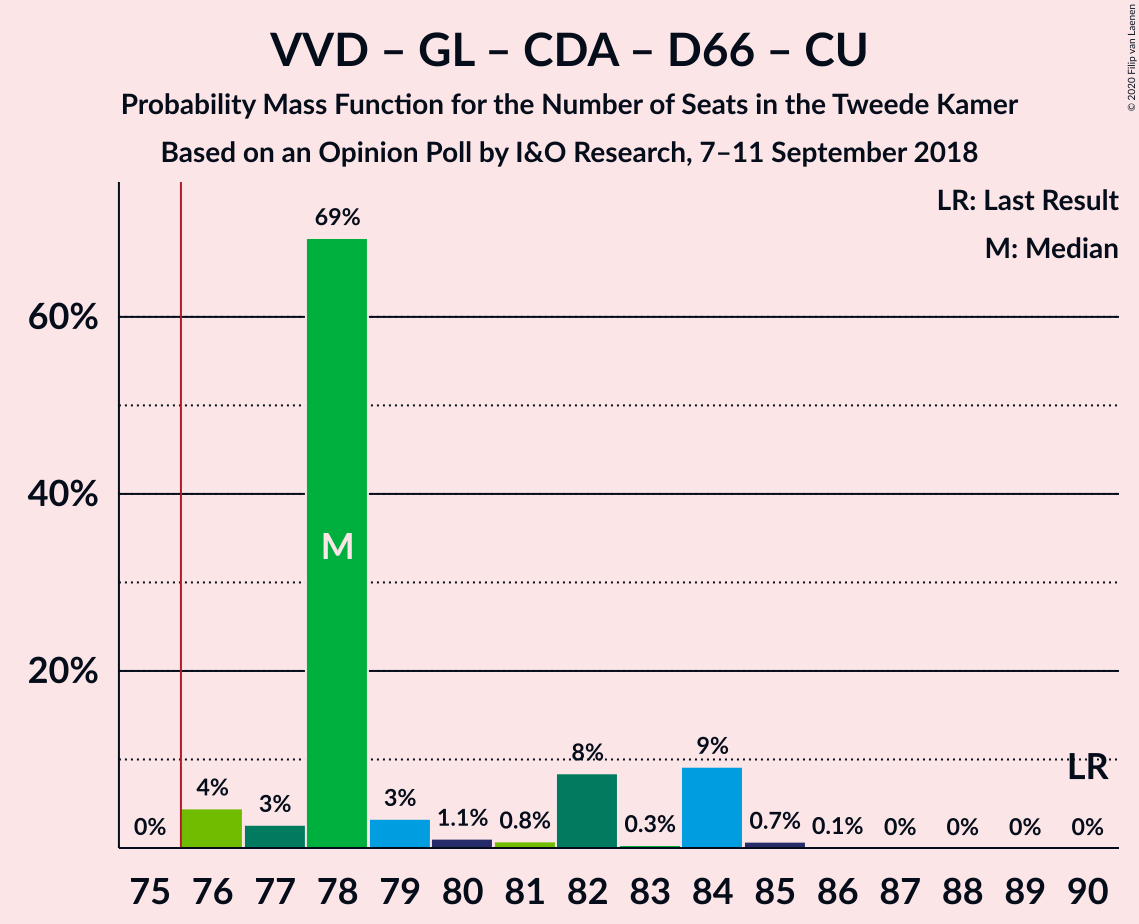 VVD – GL – CDA – D66 – CU
Probability Mass Function for the Number of Seats in the Tweede Kamer
Based on an Opinion Poll by I&O Research, 7–11 September 2018
© 2020 Filip van Laenen
LR: Last Result
M: Median
60%
40%
20%
0%
4%
3%
69%
M
3%
1.1%
0.8%
8%
0.3%
9%
0.7%
0.1%
0%
0%
0%
0%
LR
75 76 77 78 79 80 81 82 83 84 85 86 87 88 89 90